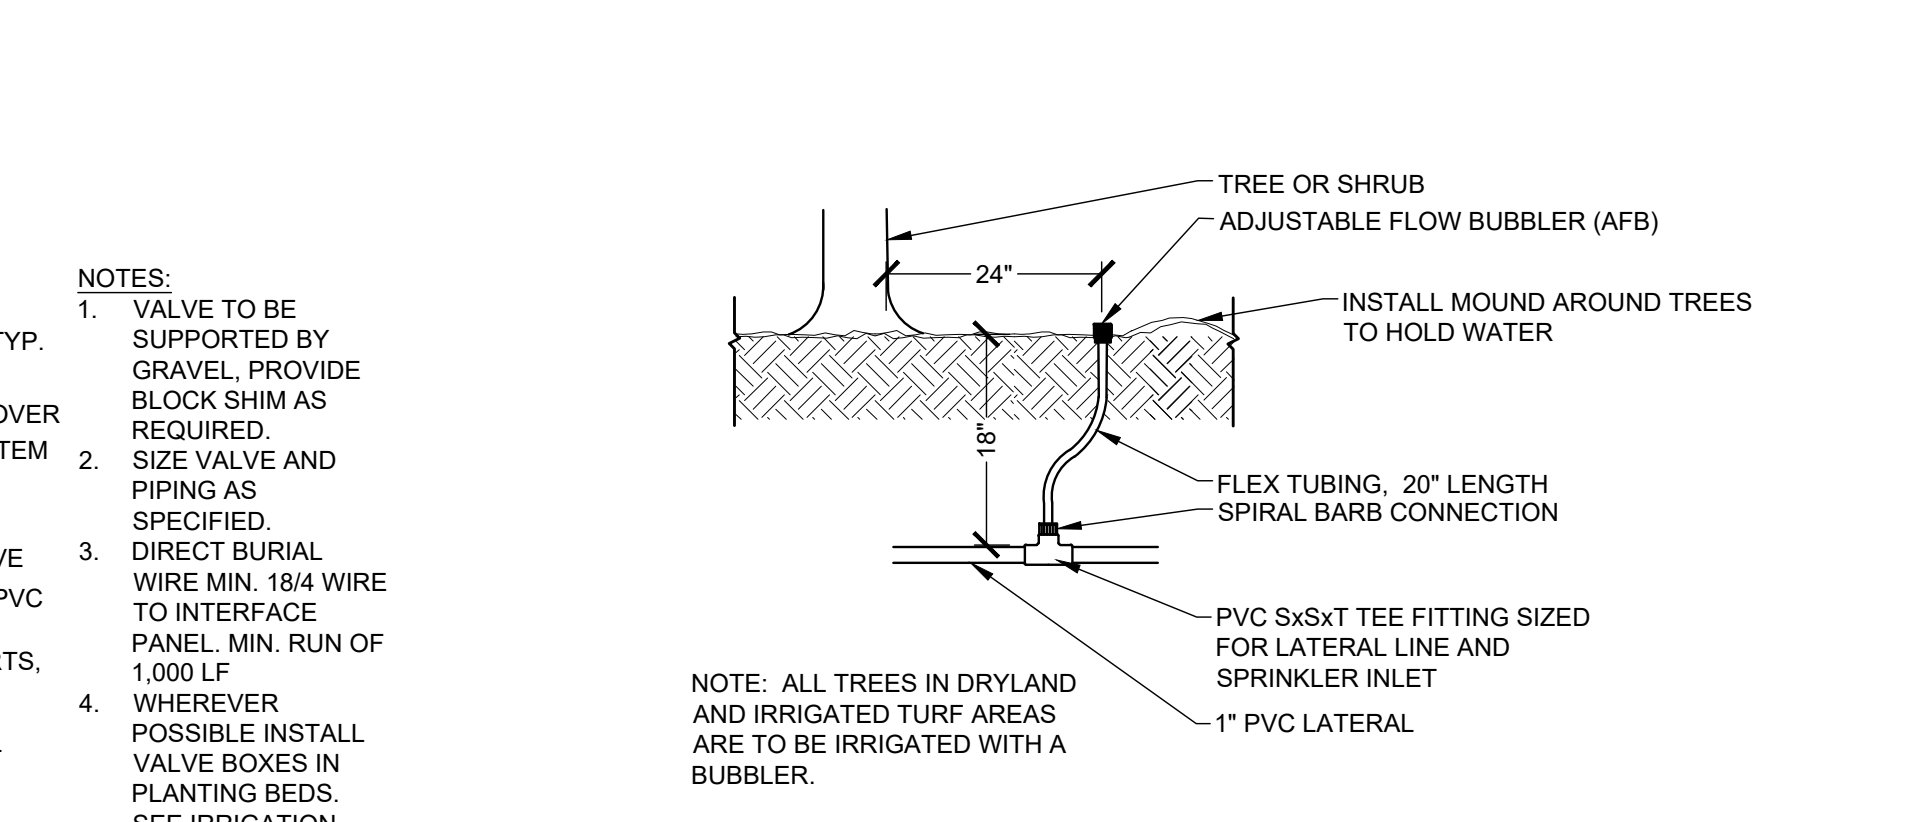 TYP.
TEM
PVC
NOTES:
1. VALVE TO BE
SUPPORTED BY
GRAVEL, PROVIDE
BLOCK SHIM AS
REQUIRED.
2. SIZE VALVE AND
PIPING AS
SPECIFIED.
3. DIRECT BURIAL
WIRE MIN. 18/4 WIRE
TO INTERFACE
PANEL. MIN. RUN OF
1,000 LF
4. WHEREVER
POSSIBLE INSTALL
VALVE BOXES IN
PLANTING BEDS.
SEE IRRIGATION
TREE OR SHRUB
ADJUSTABLE FLOW BUBBLER (AFB)
24"
INSTALL MOUND AROUND TREES
TO HOLD WATER
18"
FLEX TUBING, 20" LENGTH
SPIRAL BARB CONNECTION
PVC SxSxT TEE FITTING SIZED
FOR LATERAL LINE AND
SPRINKLER INLET
1" PVC LATERAL
NOTE: ALL TREES IN DRYLAND
AND IRRIGATED TURF AREAS
ARE TO BE IRRIGATED WITH A
BUBBLER.